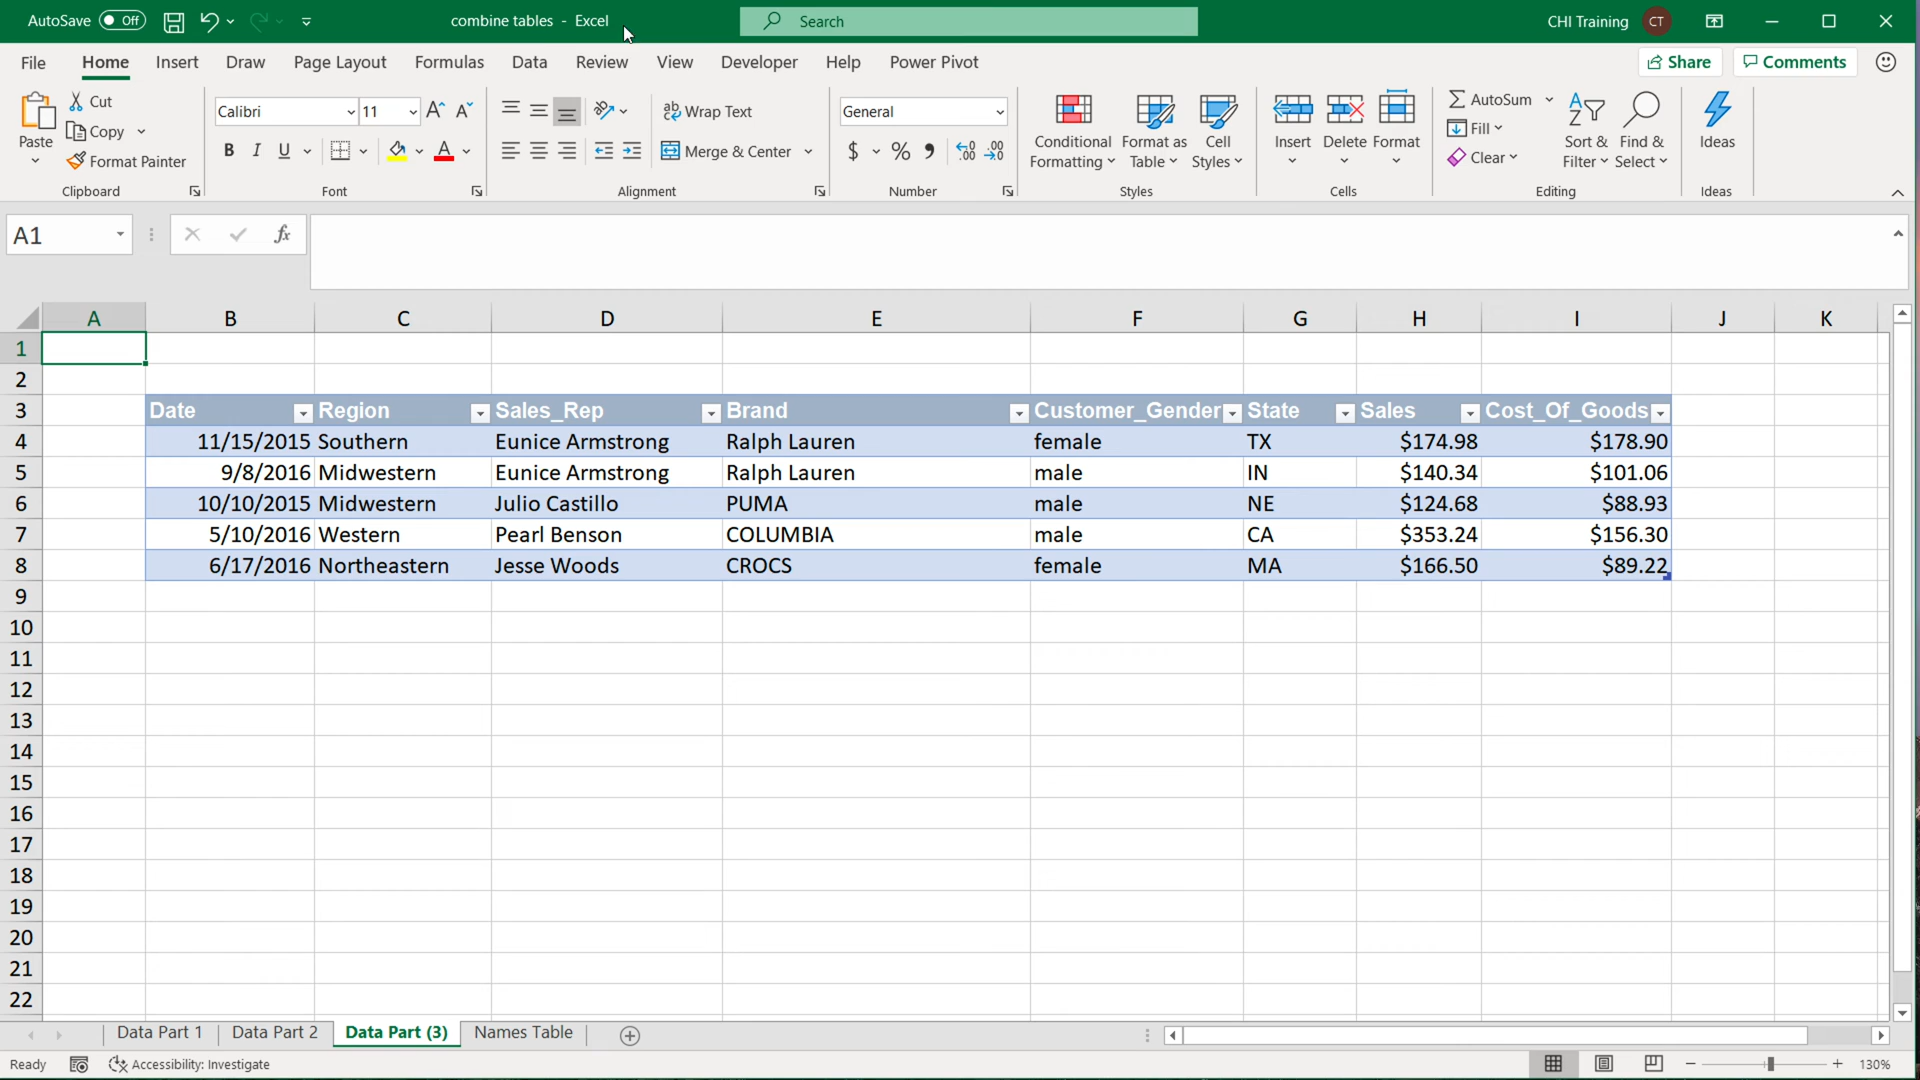 AutoSave Off combine tables - Excel Search CHI Training CT
File Home Insert Draw Page Layout Formulas Data Review View Developer Help Power Pivot Share Comments
Paste Cut Copy Format Painter Clipboard
Calibri 11 B I U A Font
Wrap Text Merge & Center Alignment
General $ % Number
Conditional Formatting Format as Table Cell Styles Styles
Insert Delete Format Cells
AutoSum Fill Clear Sort & Filter Find & Select Editing
Ideas Ideas
A1 fx
A B C D E F G H I J K
1
2
3 Date Region Sales_Rep Brand Customer_Gender State Sales Cost_Of_Goods
4 11/15/2015 Southern Eunice Armstrong Ralph Lauren female TX $174.98 $178.90
5 9/8/2016 Midwestern Eunice Armstrong Ralph Lauren male IN $140.34 $101.06
6 10/10/2015 Midwestern Julio Castillo PUMA male NE $124.68 $88.93
7 5/10/2016 Western Pearl Benson COLUMBIA male CA $353.24 $156.30
8 6/17/2016 Northeastern Jesse Woods CROCS female MA $166.50 $89.22
9
10
11
12
13
14
15
16
17
18
19
20
21
22
Data Part 1 Data Part 2 Data Part (3) Names Table
Ready Accessibility: Investigate 130%